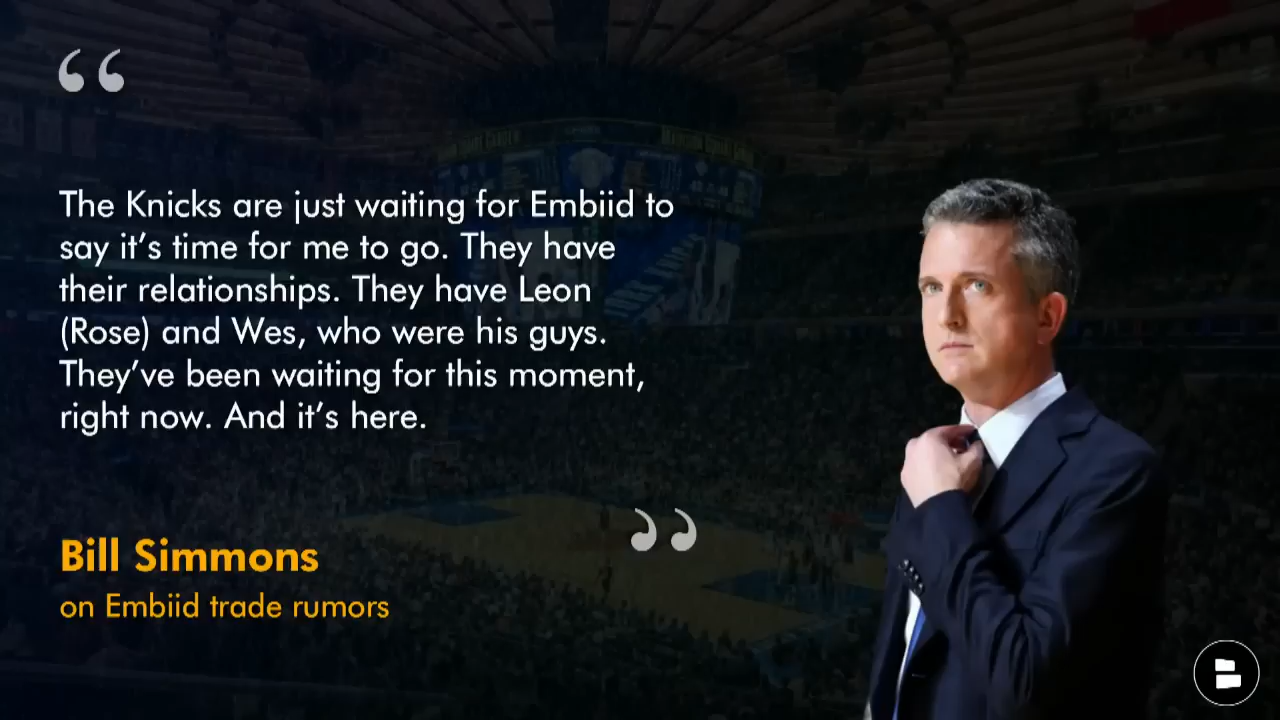 “
The Knicks are just waiting for Embiid to
say it’s time for me to go. They have
their relationships. They have Leon
(Rose) and Wes, who were his guys.
They’ve been waiting for this moment,
right now. And it’s here.
”
Bill Simmons
on Embiid trade rumors